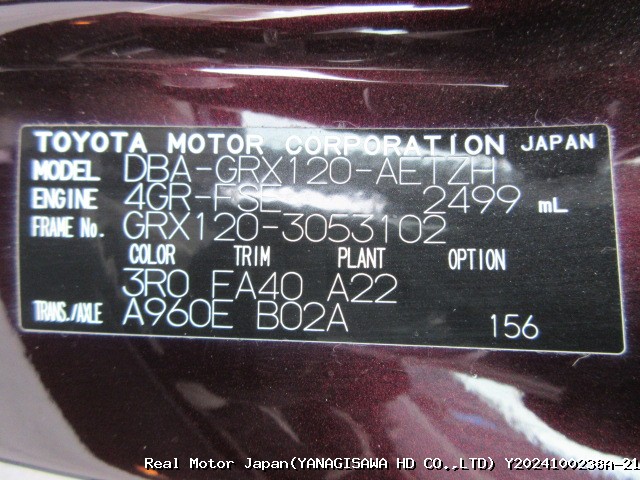 TOYOTA MOTOR CORPORATION JAPAN
MODEL DBA-GRX120-AETZH
ENGINE 4GR-FSE 2499 mL
FRAME No. GRX120-3053102
COLOR TRIM PLANT OPTION
3R0 FA40 A22
TRANS./AXLE A960E B02A 156
Real Motor Japan(YANAGISAWA HD CO.,LTD) Y2024100238A-21